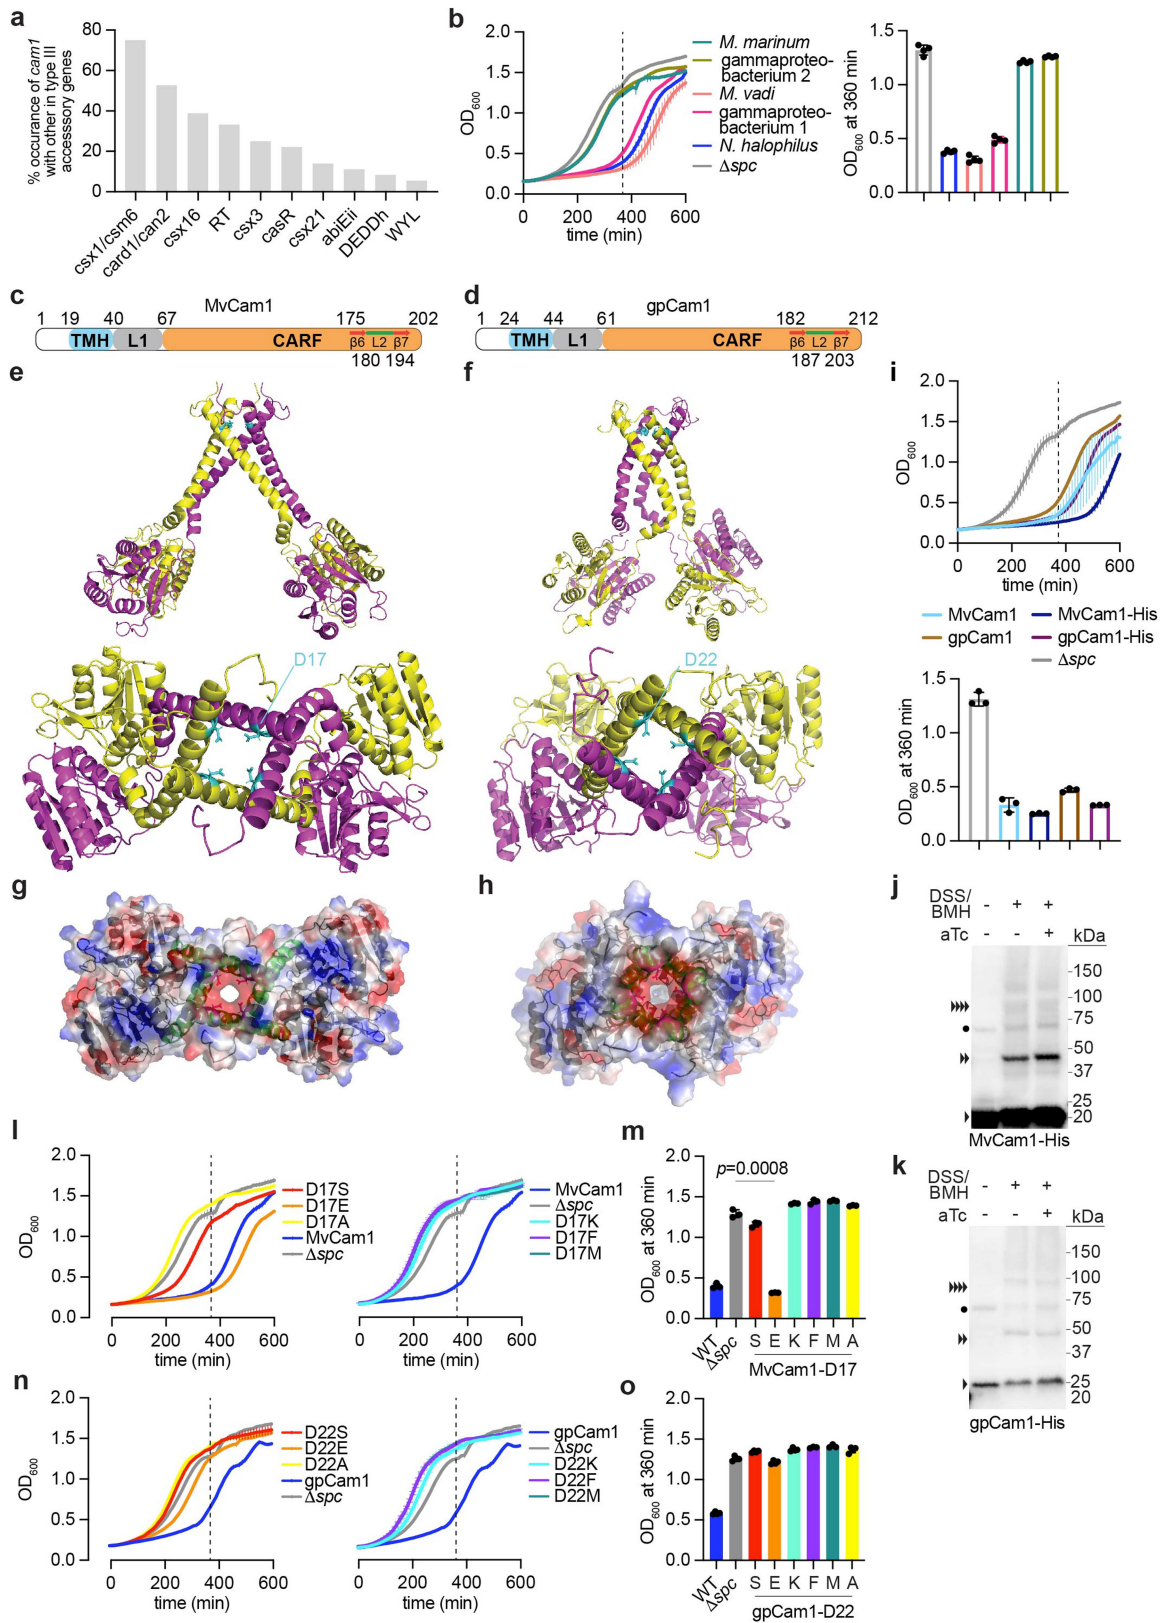 a
% occurance of cam1
with other in type III
accesssory genes
80
60
40
20
0
csx1/csm6
card1/can2
csx16
RT
csx3
casR
csx21
abiEii
DEDDh
WYL
b
OD600
2.0
1.5
1.0
0.5
0.0
0 200 400 600
time (min)
M. marinum
gammaproteo-
bacterium 2
M. vadi
gammaproteo-
bacterium 1
N. halophilus
Δspc
OD600 at 360 min
1.5
1.0
0.5
0.0
c
MvCam1
1 19 40 67 175 202
TMH L1 CARF β6 L2 β7
180 194
d
gpCam1
1 24 44 61 182 212
TMH L1 CARF β6 L2 β7
187 203
e
D17
f
D22
g
h
i
OD600
2.0
1.5
1.0
0.5
0.0
0 200 400 600
time (min)
MvCam1 MvCam1-His
gpCam1 gpCam1-His
Δspc
OD600 at 360 min
1.5
1.0
0.5
0.0
j
DSS/
BMH - + +
aTc - - + kDa
150
100
75
50
37
25
20
MvCam1-His
k
DSS/
BMH - + +
aTc - - + kDa
150
100
75
50
37
25
20
gpCam1-His
l
OD600
2.0
1.5
1.0
0.5
0.0
0 200 400 600
time (min)
D17S
D17E
D17A
MvCam1
Δspc
0 200 400 600
time (min)
MvCam1
Δspc
D17K
D17F
D17M
m
OD600 at 360 min
2.0
1.5
1.0
0.5
0.0
p=0.0008
WT
Δspc
S E K F M A
MvCam1-D17
n
OD600
2.0
1.5
1.0
0.5
0.0
0 200 400 600
time (min)
D22S
D22E
D22A
gpCam1
Δspc
0 200 400 600
time (min)
gpCam1
Δspc
D22K
D22F
D22M
o
OD600 at 360 min
2.0
1.5
1.0
0.5
0.0
WT
Δspc
S E K F M A
gpCam1-D22